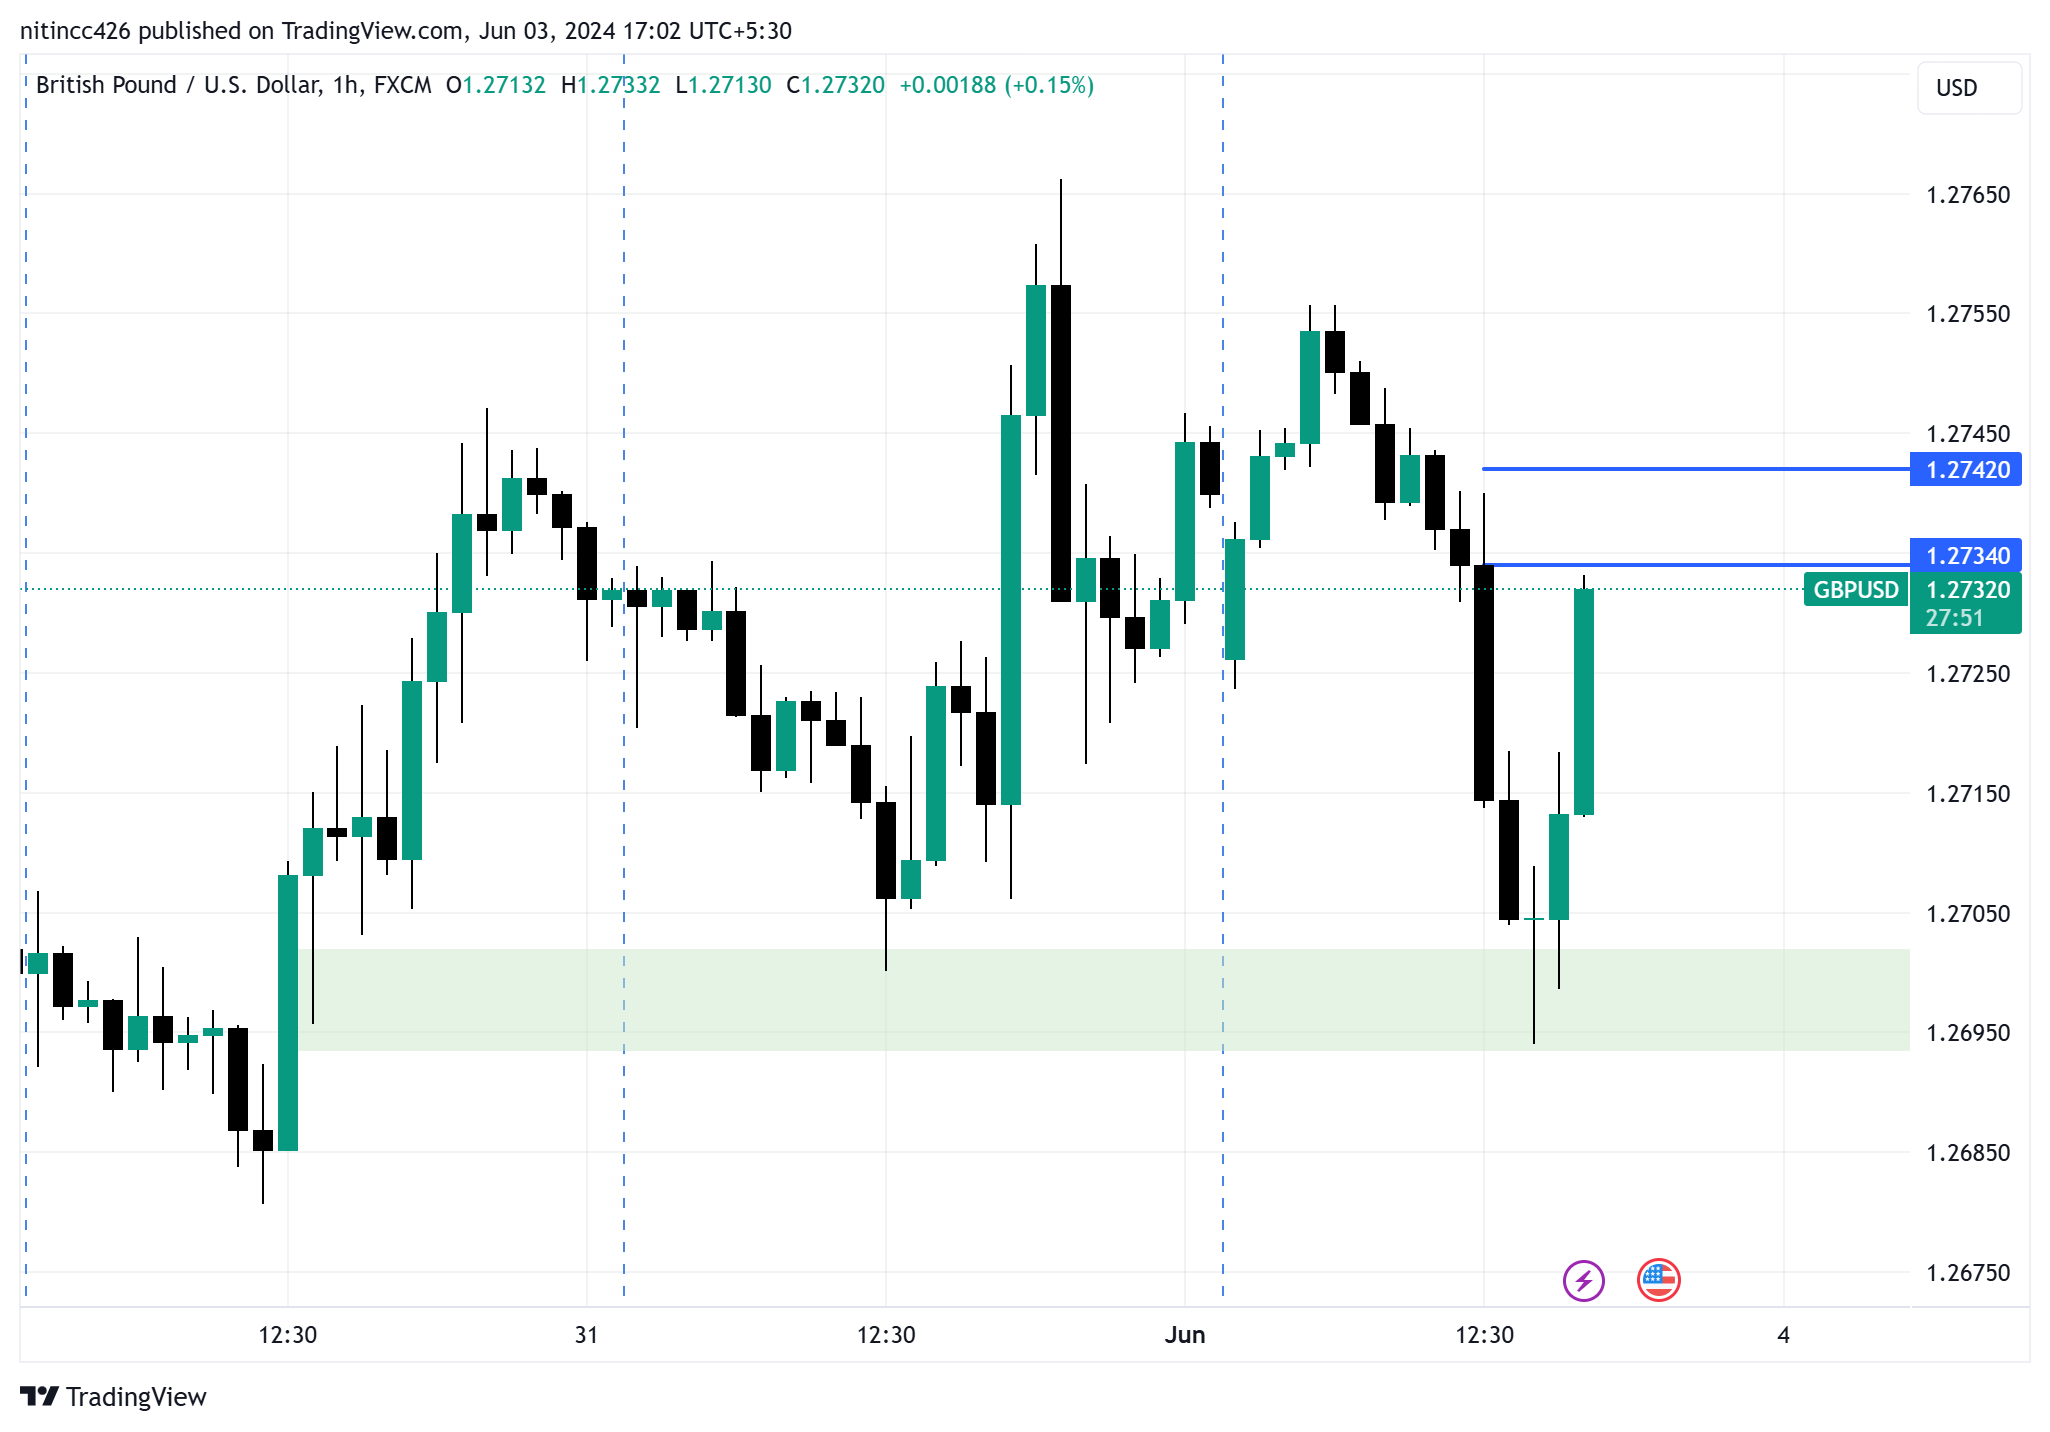 nitincc426 published on TradingView.com, Jun 03, 2024 17:02 UTC+5:30
British Pound / U.S. Dollar, 1h, FXCM O1.27132 H1.27332 L1.27130 C1.27320 +0.00188 (+0.15%)
USD
1.27650
1.27550
1.27450
1.27420
1.27340
GBPUSD 1.27320
27:51
1.27250
1.27150
1.27050
1.26950
1.26850
1.26750
12:30 31 12:30 Jun 12:30 4
TradingView